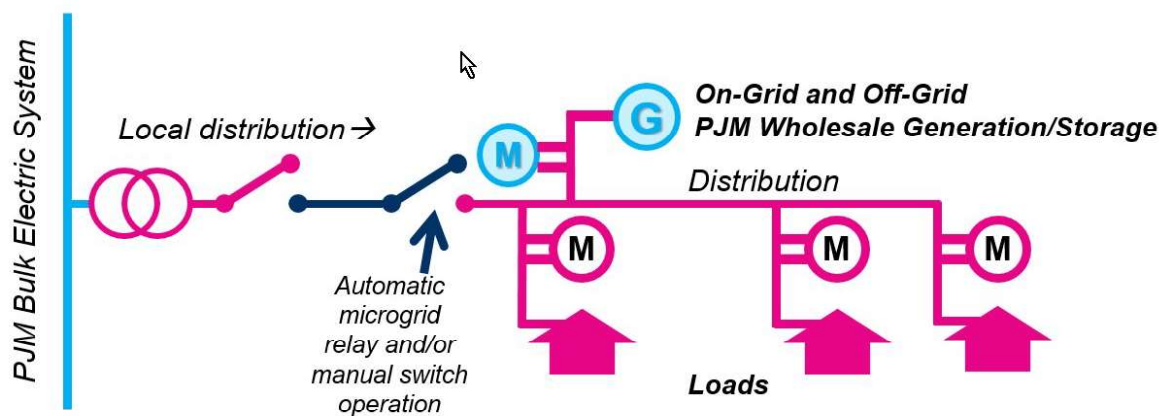 PJM Bulk Electric System
Local distribution →
M
G
On-Grid and Off-Grid
PJM Wholesale Generation/Storage
Distribution
M
M
M
Automatic
microgrid
relay and/or
manual switch
operation
Loads